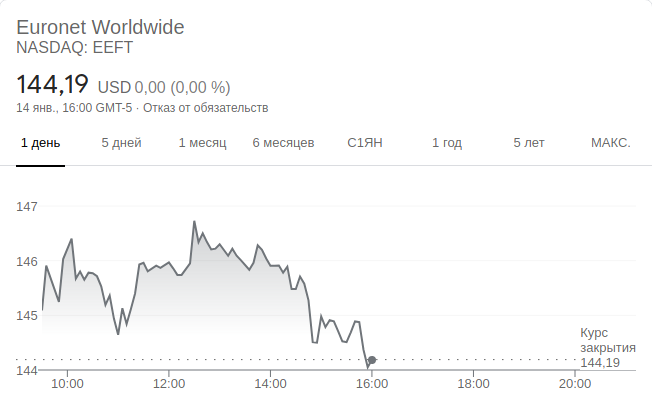 Euronet Worldwide
NASDAQ: EEFT
144,19 USD 0,00 (0,00 %)
14 янв., 16:00 GMT-5 · Отказ от обязательств
1 день 5 дней 1 месяц 6 месяцев С1ЯН 1 год 5 лет МАКС.
147
146
145
144
Курс
закрытия
144,19
10:00 12:00 14:00 16:00 18:00 20:00